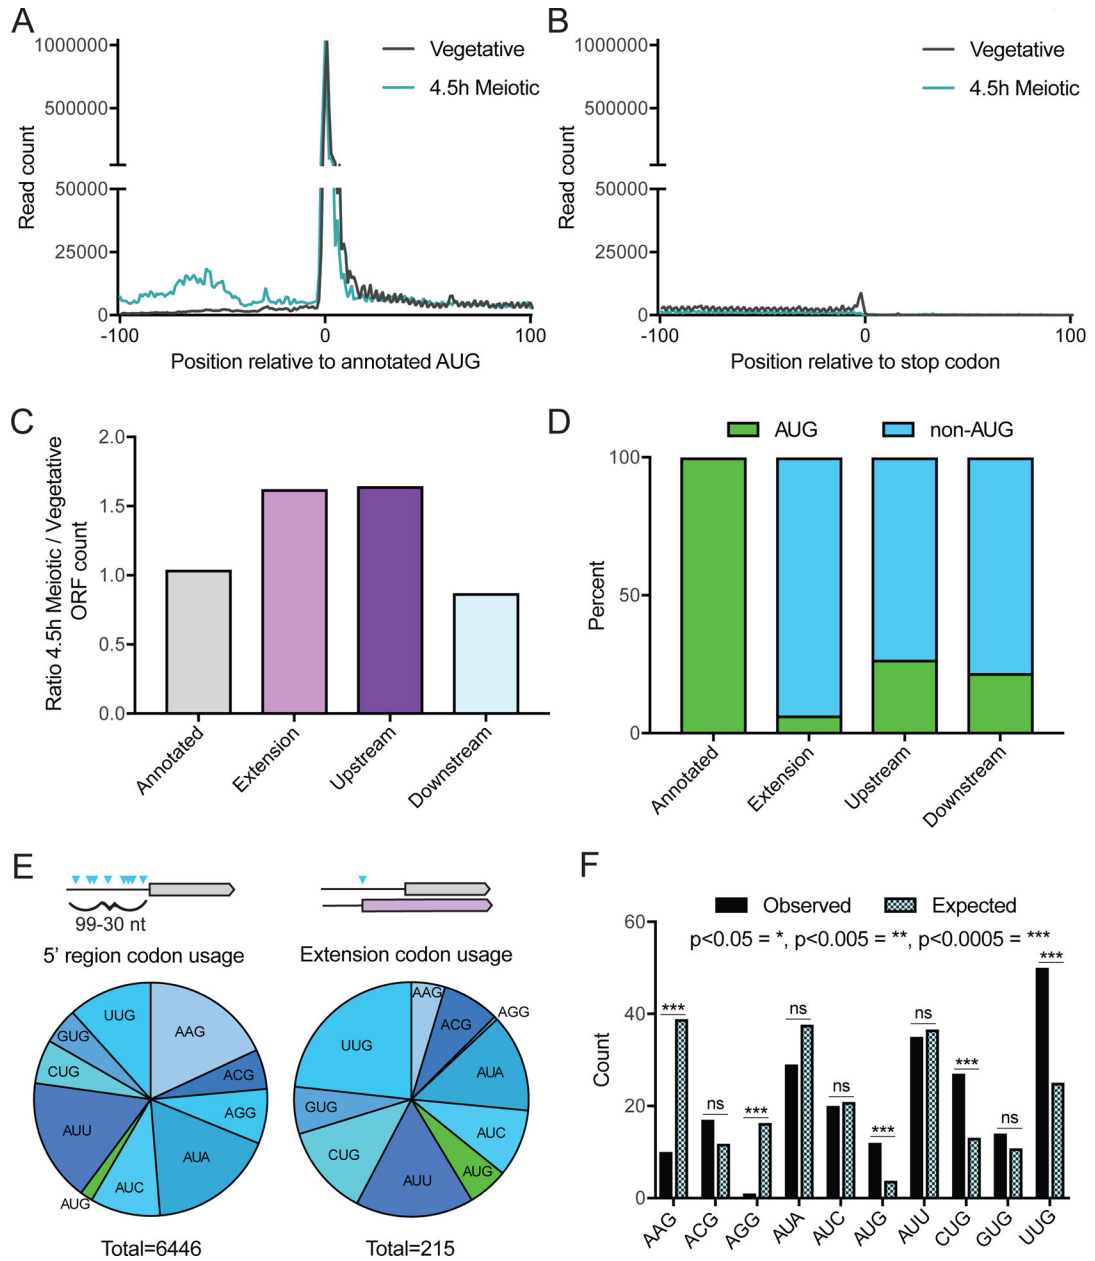 A
1000000
500000
50000
25000
0
Read count
-100
0
100
Position relative to annotated AUG
Vegetative
4.5h Meiotic
B
1000000
500000
50000
25000
0
Read count
-100
0
100
Position relative to stop codon
Vegetative
4.5h Meiotic
C
2.0
1.5
1.0
0.5
0.0
Ratio 4.5h Meiotic / Vegetative
ORF count
Annotated
Extension
Upstream
Downstream
D
AUG
non-AUG
100
50
0
Percent
Annotated
Extension
Upstream
Downstream
E
99-30 nt
5’ region codon usage
UUG
AAG
GUG
ACG
CUG
AGG
AUU
AUA
AUC
AUG
Total=6446
Extension codon usage
AAG
AGG
ACG
UUG
AUA
GUG
AUC
CUG
AUG
AUU
Total=215
F
Observed
Expected
p<0.05 = *, p<0.005 = **, p<0.0005 = ***
60
40
20
0
Count
***
ns
***
ns
ns
***
ns
***
ns
***
AAG
ACG
AGG
AUA
AUC
AUG
AUU
CUG
GUG
UUG